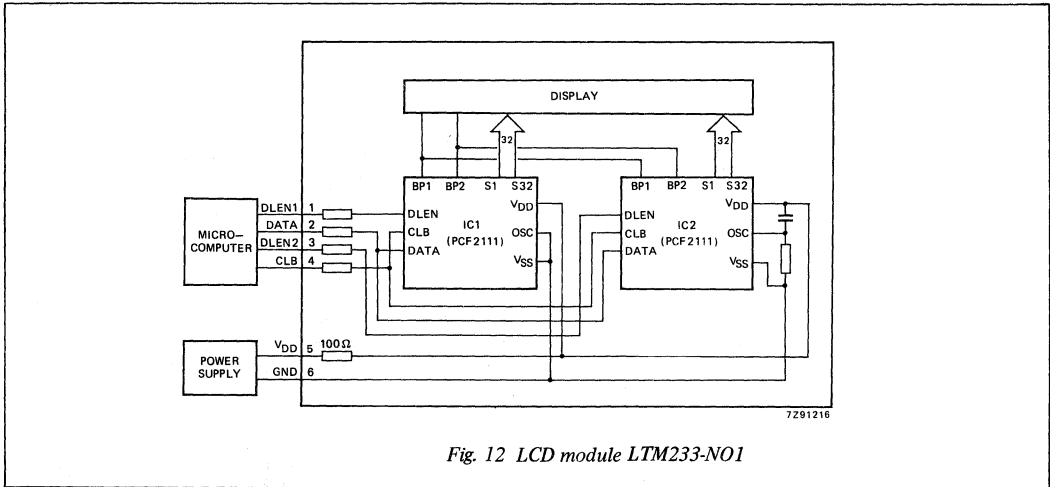 DISPLAY
32
32
BP1 BP2 S1 S32
BP1 BP2 S1 S32
MICRO–
COMPUTER
DLEN1 1
DATA 2
DLEN2 3
CLB 4
DLEN
CLB
DATA
IC1
(PCF2111)
VDD
OSC
VSS
DLEN
CLB
DATA
IC2
(PCF2111)
VDD
OSC
VSS
POWER
SUPPLY
VDD 5 100Ω
GND 6
7Z91216
Fig. 12 LCD module LTM233-NO1